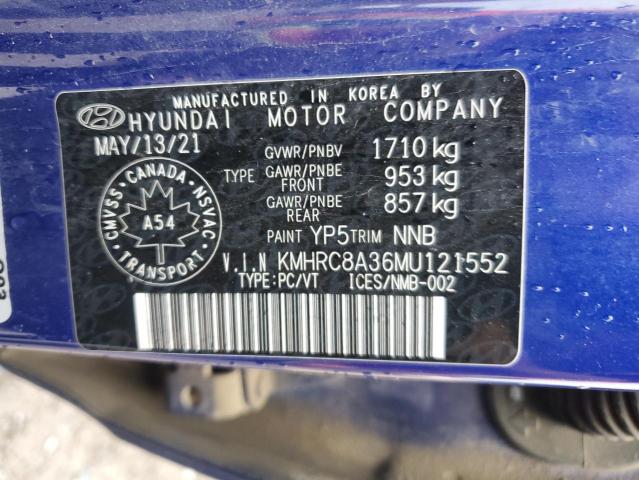 MANUFACTURED IN KOREA BY
HYUNDAI MOTOR COMPANY
MAY/13/21
GVWR/PNBV 1710 kg
TYPE GAWR/PNBE FRONT 953 kg
GAWR/PNBE REAR 857 kg
CMVSS · CANADA · NSVAC
A54
TRANSPORT
PAINT YP5 TRIM NNB
V.I.N KMHRC8A36MU121552
TYPE:PC/VT ICES/NMB-002